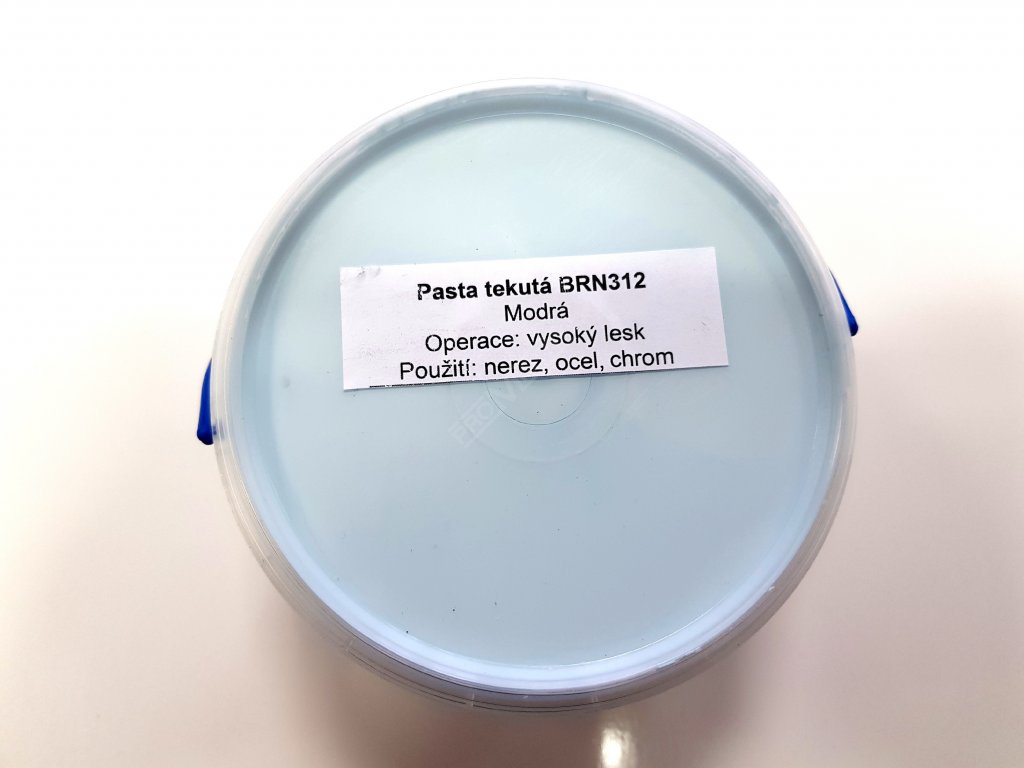 Pasta tekutá BRN312
Modrá
Operace: vysoký lesk
Použití: nerez, ocel, chrom